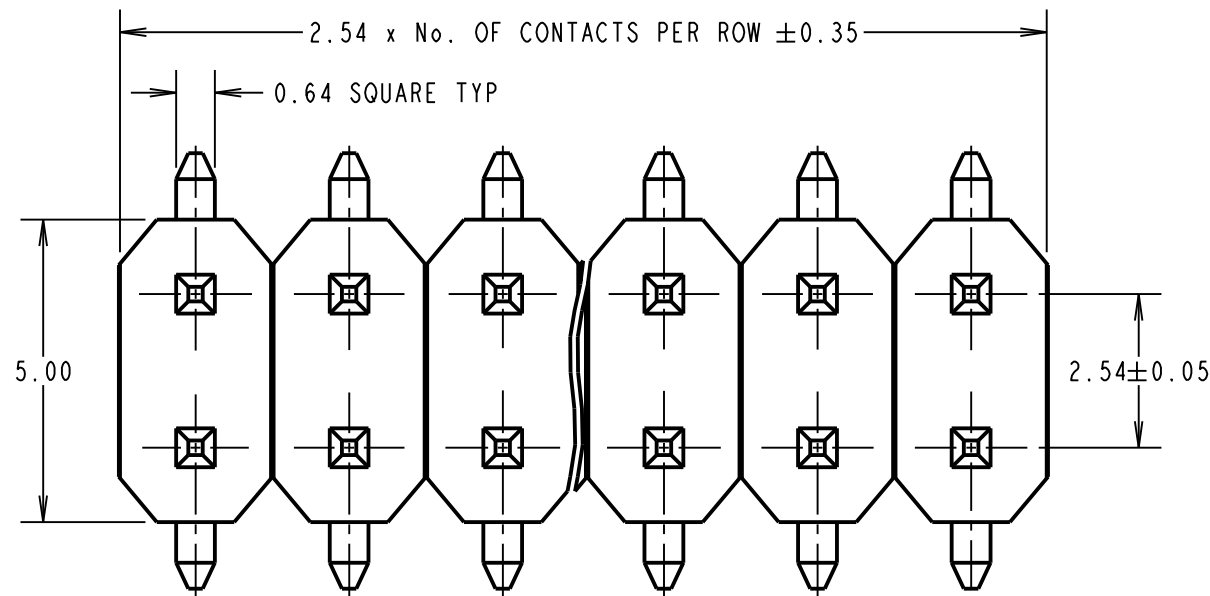 2.54 x No. OF CONTACTS PER ROW ±0.35
0.64 SQUARE TYP
5.00
2.54±0.05